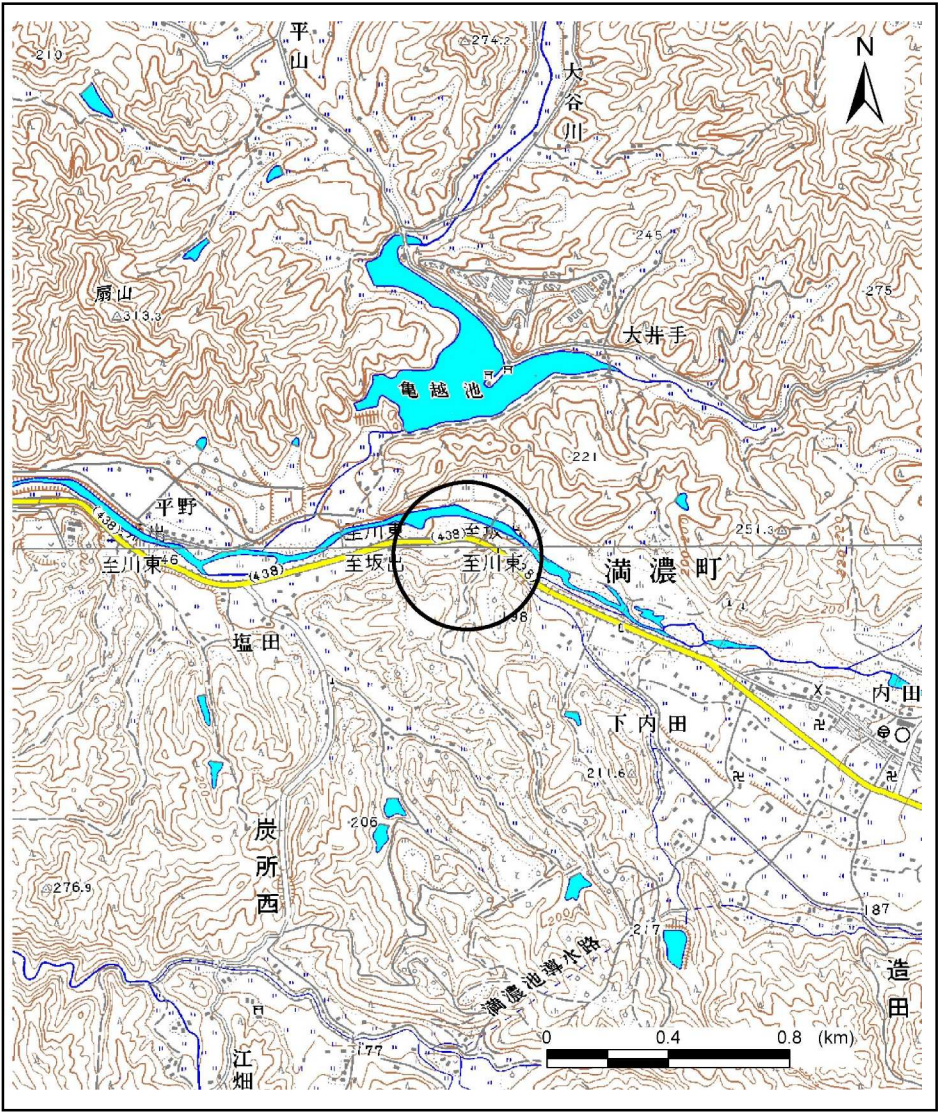 平山
274.2
210
大谷川
N
245
扇山
313.3
275
大井手
亀越池
221
平野
251.3
(438)
至川東
至坂
(438)
至川東
46
(438)
至坂出
至川東
満濃町
198
塩田
内田
下内田
211.6
206
炭所西
276.9
200
187
217
満濃池導水路
造田
177
江畑
0 0.4 0.8 (km)